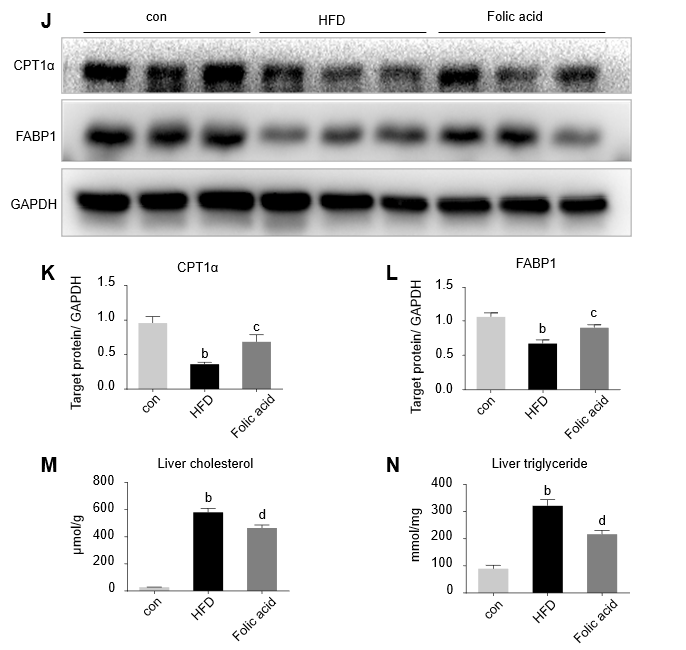 J
con
HFD
Folic acid
CPT1α
FABP1
GAPDH
K
CPT1α
Target protein/ GAPDH
1.5
1.0
0.5
0.0
b
c
con
HFD
Folic acid
L
FABP1
Target protein/ GAPDH
1.5
1.0
0.5
0.0
b
c
con
HFD
Folic acid
M
Liver cholesterol
μmol/g
800
600
400
200
0
b
d
con
HFD
Folic acid
N
Liver triglyceride
mmol/mg
400
300
200
100
0
b
d
con
HFD
Folic acid